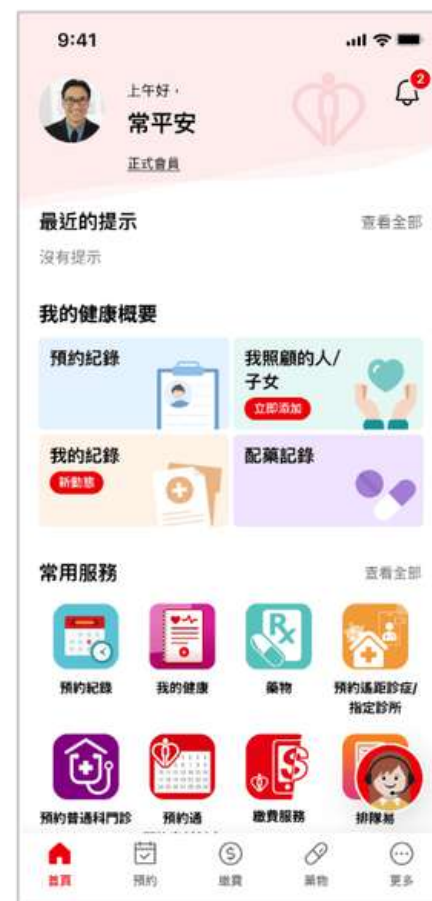 9:41
2
上午好，
常平安
正式會員
最近的提示
查看全部
沒有提示
我的健康概要
預約紀錄
我照顧的人/
子女
立即添加
我的紀錄
新動態
配藥記錄
常用服務
查看全部
預約紀錄
我的健康
藥物
預約遙距診症/
指定診所
預約普通科門診
預約通
繳費服務
排隊易
首頁
預約
繳費
藥物
更多